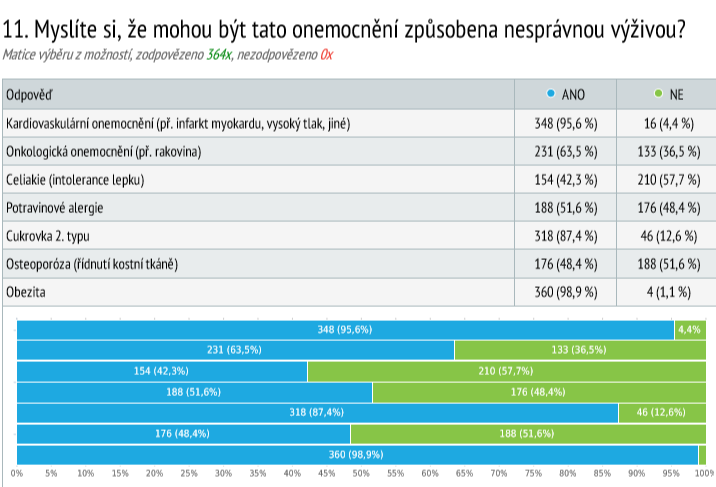 11. Myslíte si, že mohou být tato onemocnění způsobena nesprávnou výživou?
Matice výběru z možností, zodpovězeno 364x, nezodpovězeno 0x
Odpověď ANO NE
Kardiovaskulární onemocnění (př. infarkt myokardu, vysoký tlak, jiné) 348 (95,6 %) 16 (4,4 %)
Onkologická onemocnění (př. rakovina) 231 (63,5 %) 133 (36,5 %)
Celiakie (intolerance lepku) 154 (42,3 %) 210 (57,7 %)
Potravinové alergie 188 (51,6 %) 176 (48,4 %)
Cukrovka 2. typu 318 (87,4 %) 46 (12,6 %)
Osteoporóza (řídnutí kostní tkáně) 176 (48,4 %) 188 (51,6 %)
Obezita 360 (98,9 %) 4 (1,1 %)
348 (95,6%) 4,4%
231 (63,5%) 133 (36,5%)
154 (42,3%) 210 (57,7%)
188 (51,6%) 176 (48,4%)
318 (87,4%) 46 (12,6%)
176 (48,4%) 188 (51,6%)
360 (98,9%)
0% 5% 10% 15% 20% 25% 30% 35% 40% 45% 50% 55% 60% 65% 70% 75% 80% 85% 90% 95% 100%